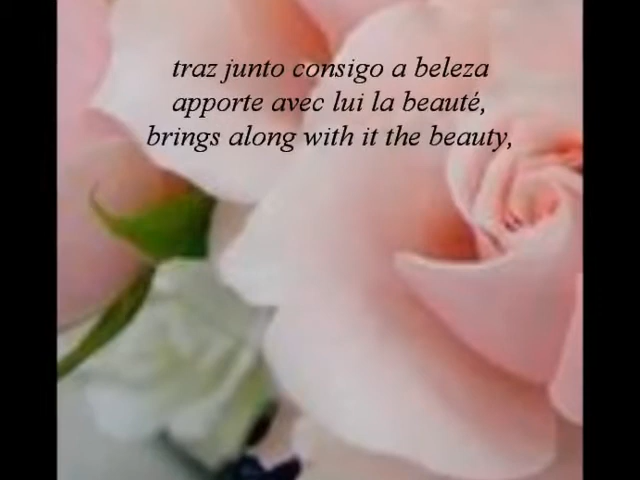 traz junto consigo a beleza
apporte avec lui la beauté,
brings along with it the beauty,